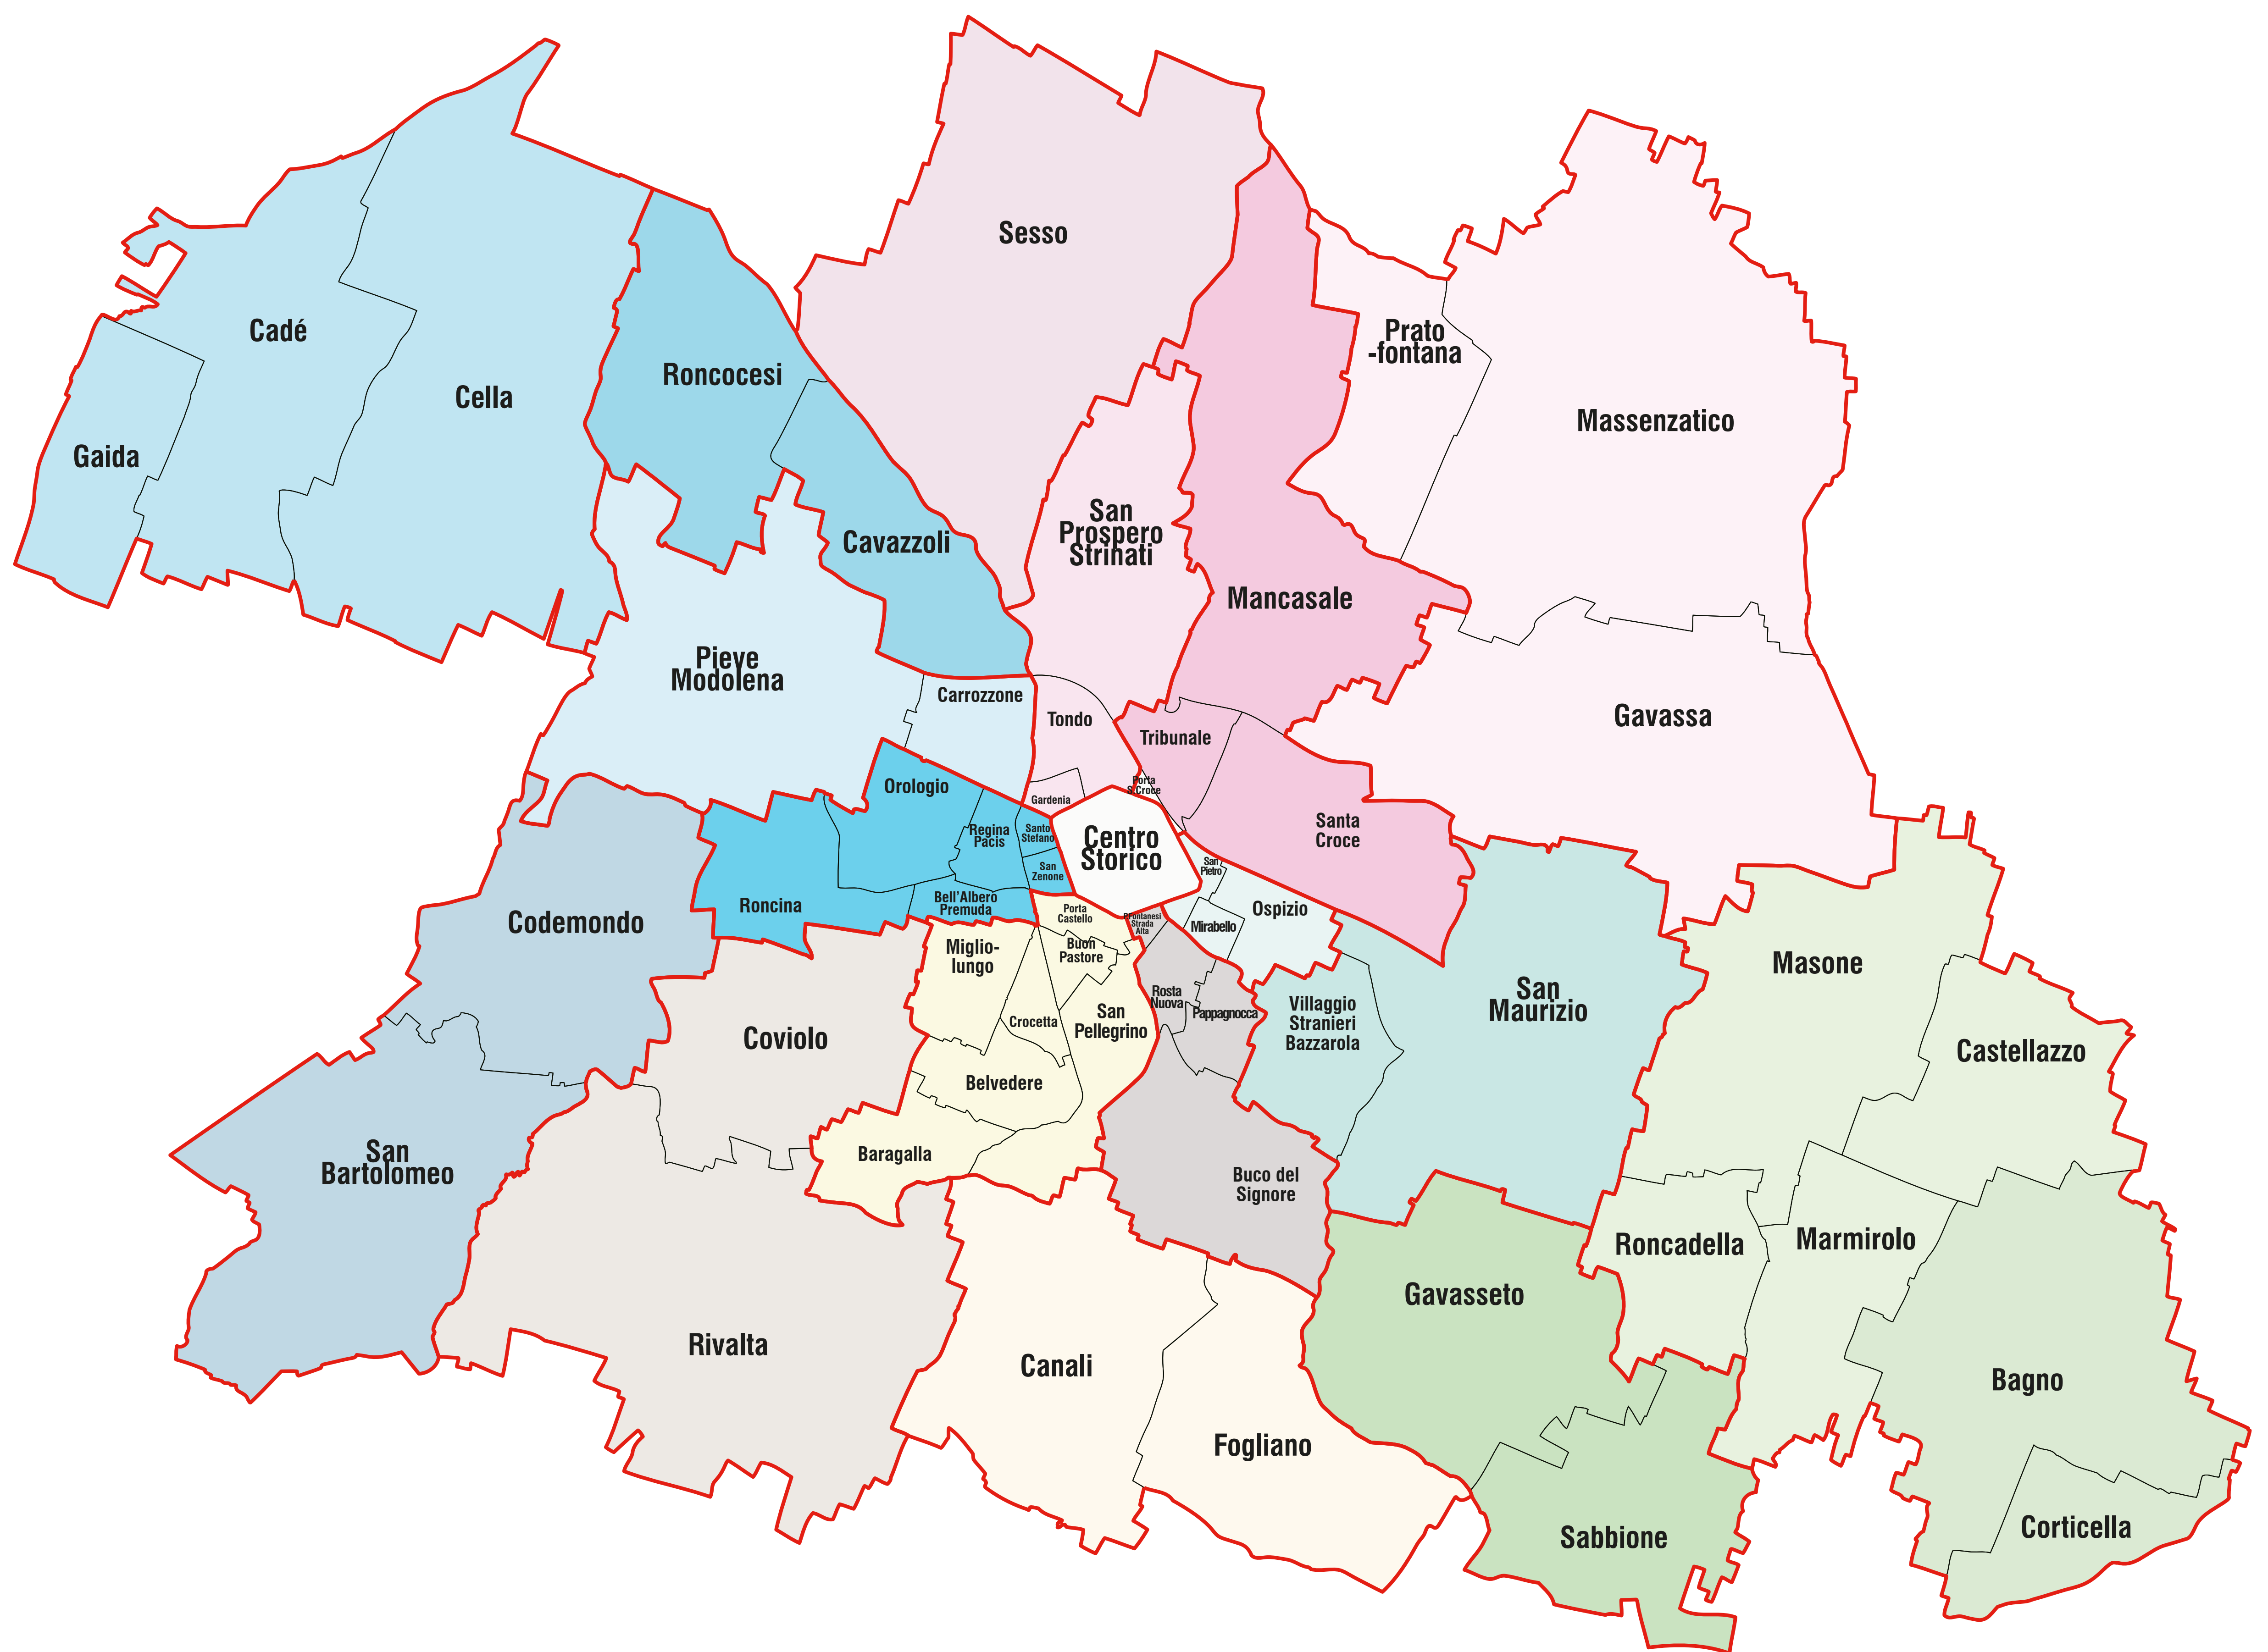 Sesso
Cadé
Prato
-fontana
Roncocesi
Cella
Massenzatico
Gaida
San
Prospero
Strinati
Cavazzoli
Mancasale
Pieve
Modolena
Carrozzone
Tondo
Gavassa
Tribunale
Orologio
Porta
S.Croce
Gardenia
Regina
Pacis
Santo
Stefano
Centro
Storico
Santa
Croce
San
Zenone
San
Pietro
Roncina
Bell'Albero
Premuda
Codemondo
Porta
Castello
P.Fontanesi
Strada
Alta
Mirabello
Ospizio
Miglio-
lungo
Buon
Pastore
Masone
Rosta
Nuova
Pappagnocca
Villaggio
Stranieri
Bazzarola
San
Maurizio
Coviolo
Crocetta
San
Pellegrino
Castellazzo
Belvedere
Baragalla
San
Bartolomeo
Buco del
Signore
Roncadella
Marmirolo
Gavasseto
Rivalta
Canali
Bagno
Fogliano
Sabbione
Corticella